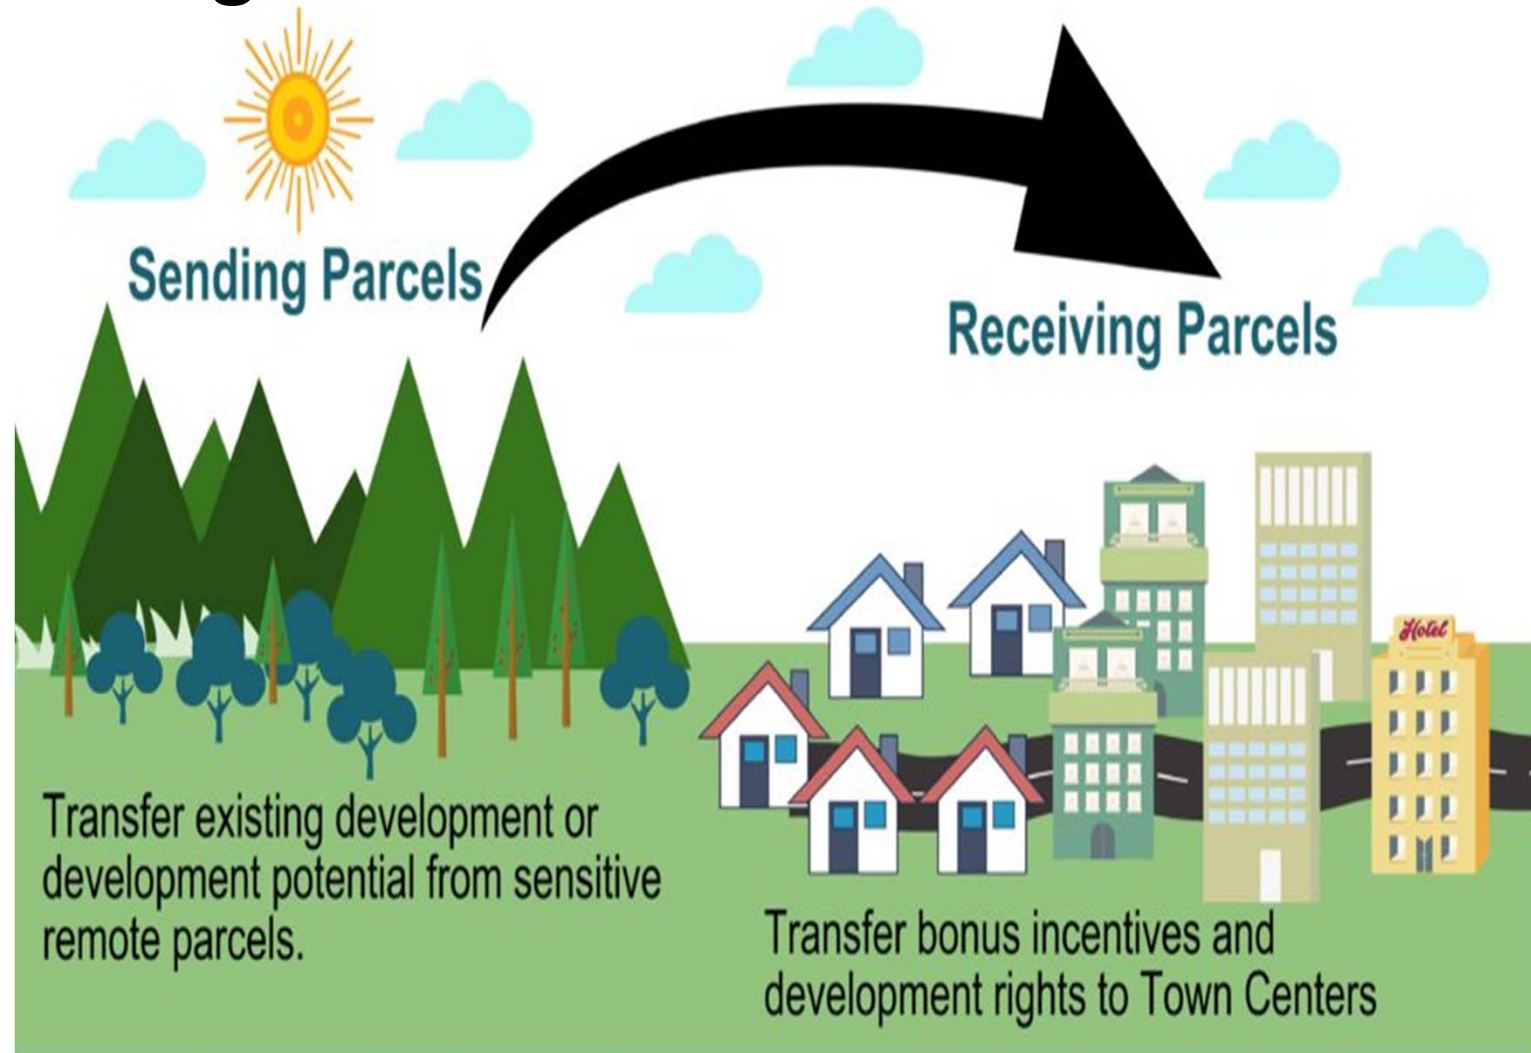 Sending Parcels
Receiving Parcels
Hotel
Transfer existing development or
development potential from sensitive
remote parcels.
Transfer bonus incentives and
development rights to Town Centers